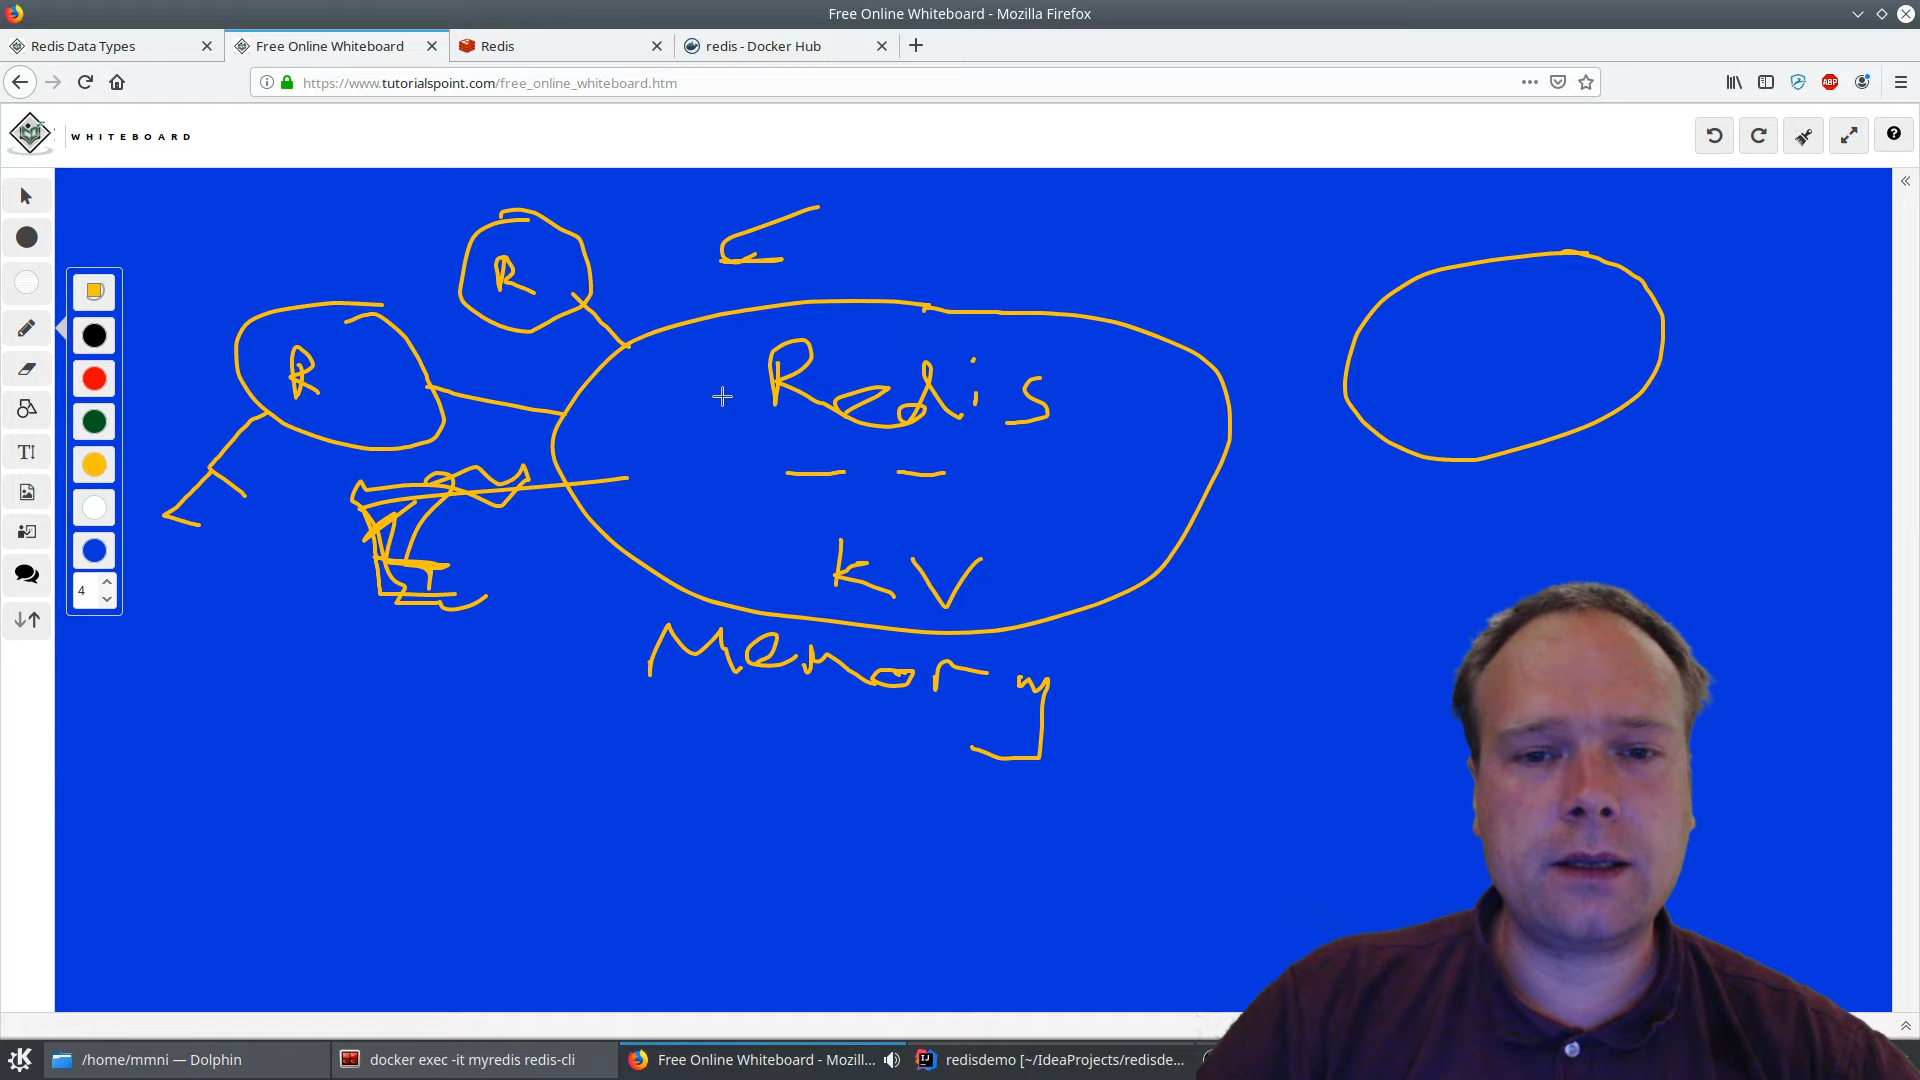 Free Online Whiteboard - Mozilla Firefox
Redis Data Types
Free Online Whiteboard
Redis
redis - Docker Hub
https://www.tutorialspoint.com/free_online_whiteboard.htm
ABP
WHITEBOARD
R
R
Redis
KV
Memory
T
4
/home/mmni — Dolphin
docker exec -it myredis redis-cli
Free Online Whiteboard - Mozill...
IJ
redisdemo [~/IdeaProjects/redisde...